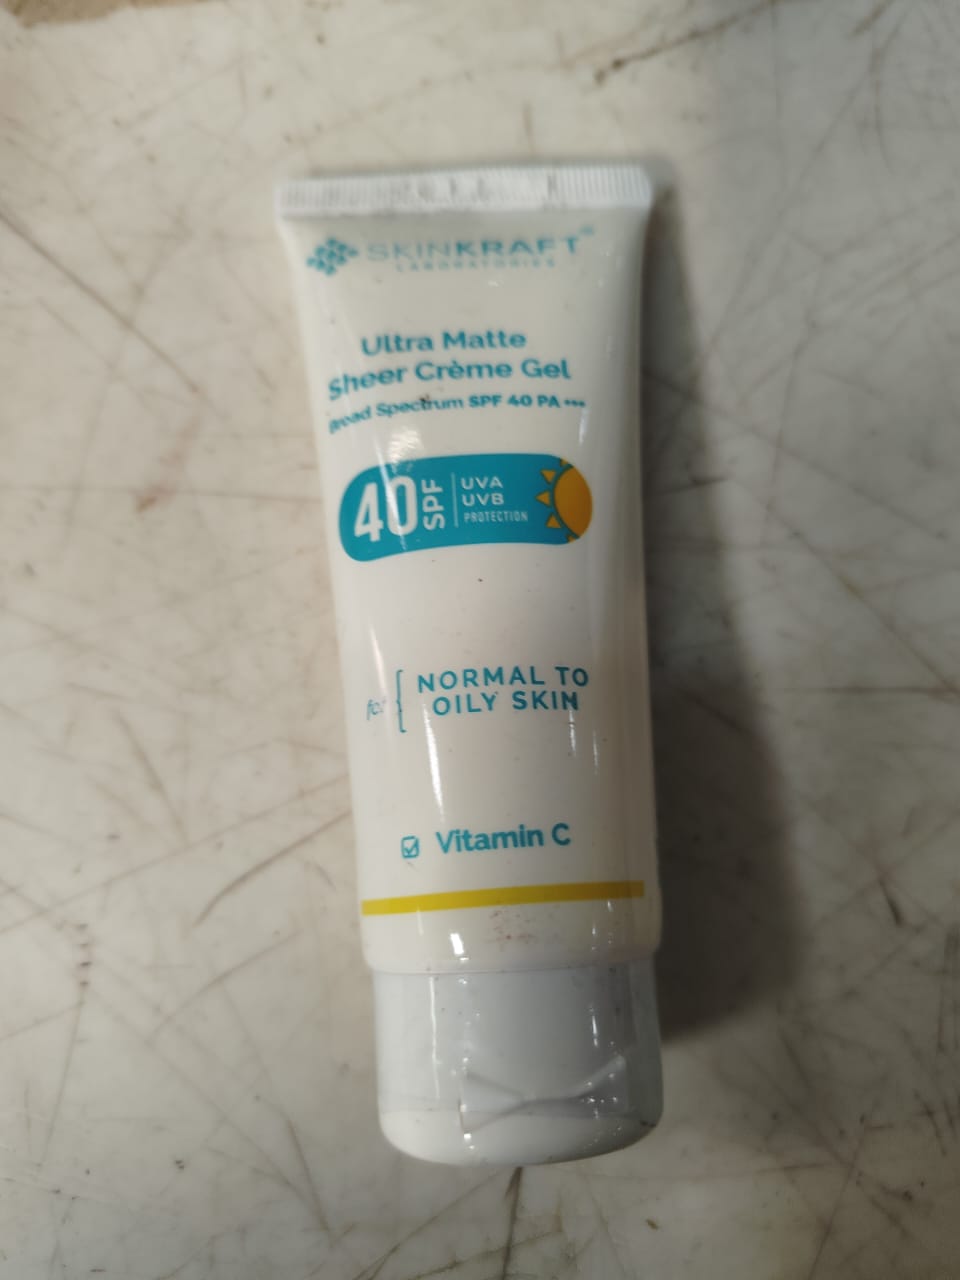 SKINKRAFT®
LABORATORIES
Ultra Matte
Sheer Crème Gel
Broad Spectrum SPF 40 PA+++
40 SPF
UVA
UVB
PROTECTION
for
NORMAL TO
OILY SKIN
Vitamin C